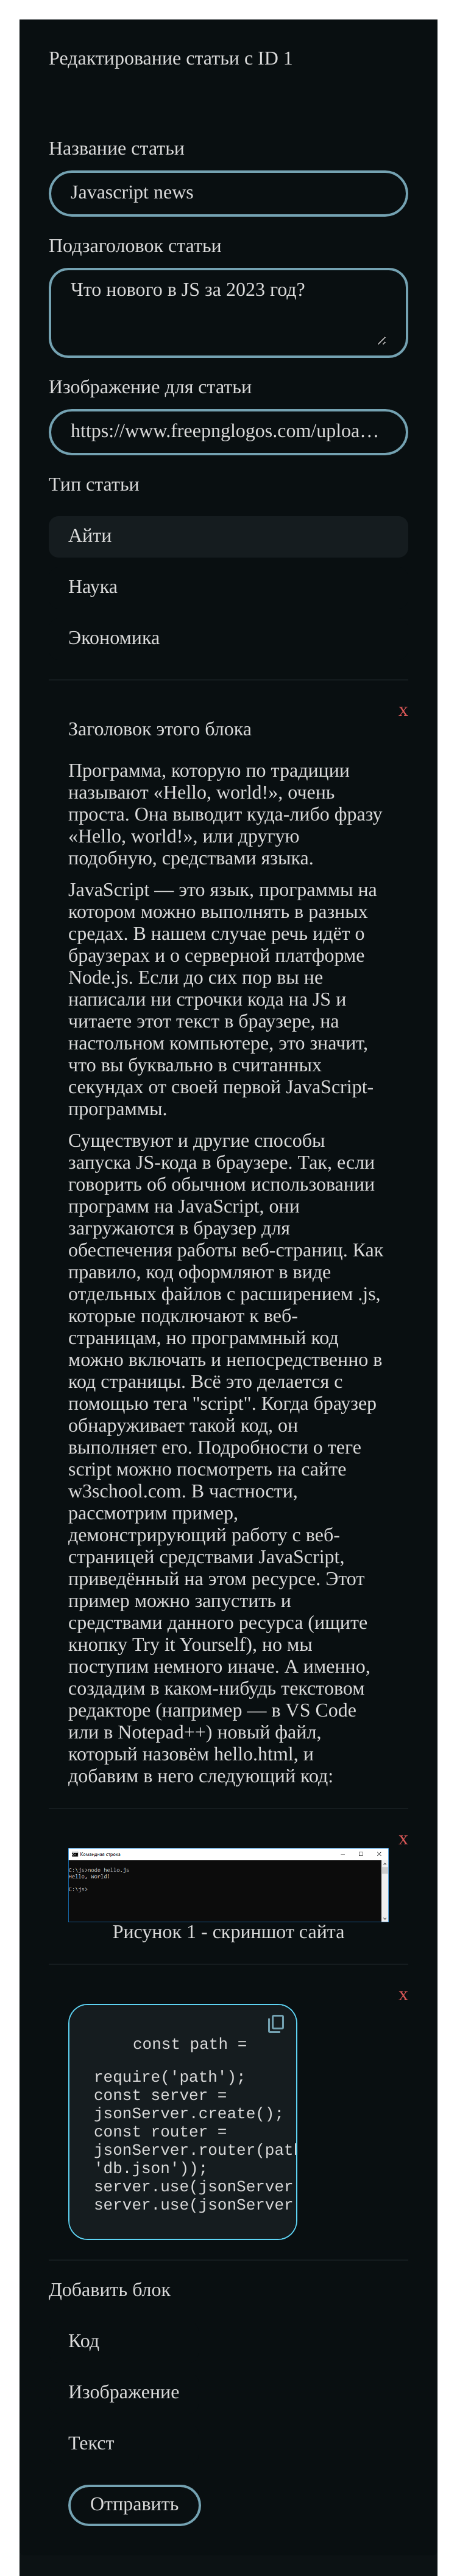 Редактирование статьи с ID 1
Название статьи
Javascript news
Подзаголовок статьи
Что нового в JS за 2023 год?
Изображение для статьи
https://www.freepnglogos.com/uploa…
Тип статьи
Айти
Наука
Экономика
x
Заголовок этого блока
Программа, которую по традиции
называют «Hello, world!», очень
проста. Она выводит куда-либо фразу
«Hello, world!», или другую
подобную, средствами языка.
JavaScript — это язык, программы на
котором можно выполнять в разных
средах. В нашем случае речь идёт о
браузерах и о серверной платформе
Node.js. Если до сих пор вы не
написали ни строчки кода на JS и
читаете этот текст в браузере, на
настольном компьютере, это значит,
что вы буквально в считанных
секундах от своей первой JavaScript-
программы.
Существуют и другие способы
запуска JS-кода в браузере. Так, если
говорить об обычном использовании
программ на JavaScript, они
загружаются в браузер для
обеспечения работы веб-страниц. Как
правило, код оформляют в виде
отдельных файлов с расширением .js,
которые подключают к веб-
страницам, но программный код
можно включать и непосредственно в
код страницы. Всё это делается с
помощью тега "script". Когда браузер
обнаруживает такой код, он
выполняет его. Подробности о теге
script можно посмотреть на сайте
w3school.com. В частности,
рассмотрим пример,
демонстрирующий работу с веб-
страницей средствами JavaScript,
приведённый на этом ресурсе. Этот
пример можно запустить и
средствами данного ресурса (ищите
кнопку Try it Yourself), но мы
поступим немного иначе. А именно,
создадим в каком-нибудь текстовом
редакторе (например — в VS Code
или в Notepad++) новый файл,
который назовём hello.html, и
добавим в него следующий код:
x
Командная строка
C:\js>node hello.js
Hello, World!
C:\js>
Рисунок 1 - скриншот сайта
x
const path =
require('path');
const server =
jsonServer.create();
const router =
jsonServer.router(path
'db.json'));
server.use(jsonServer
server.use(jsonServer
Добавить блок
Код
Изображение
Текст
Отправить